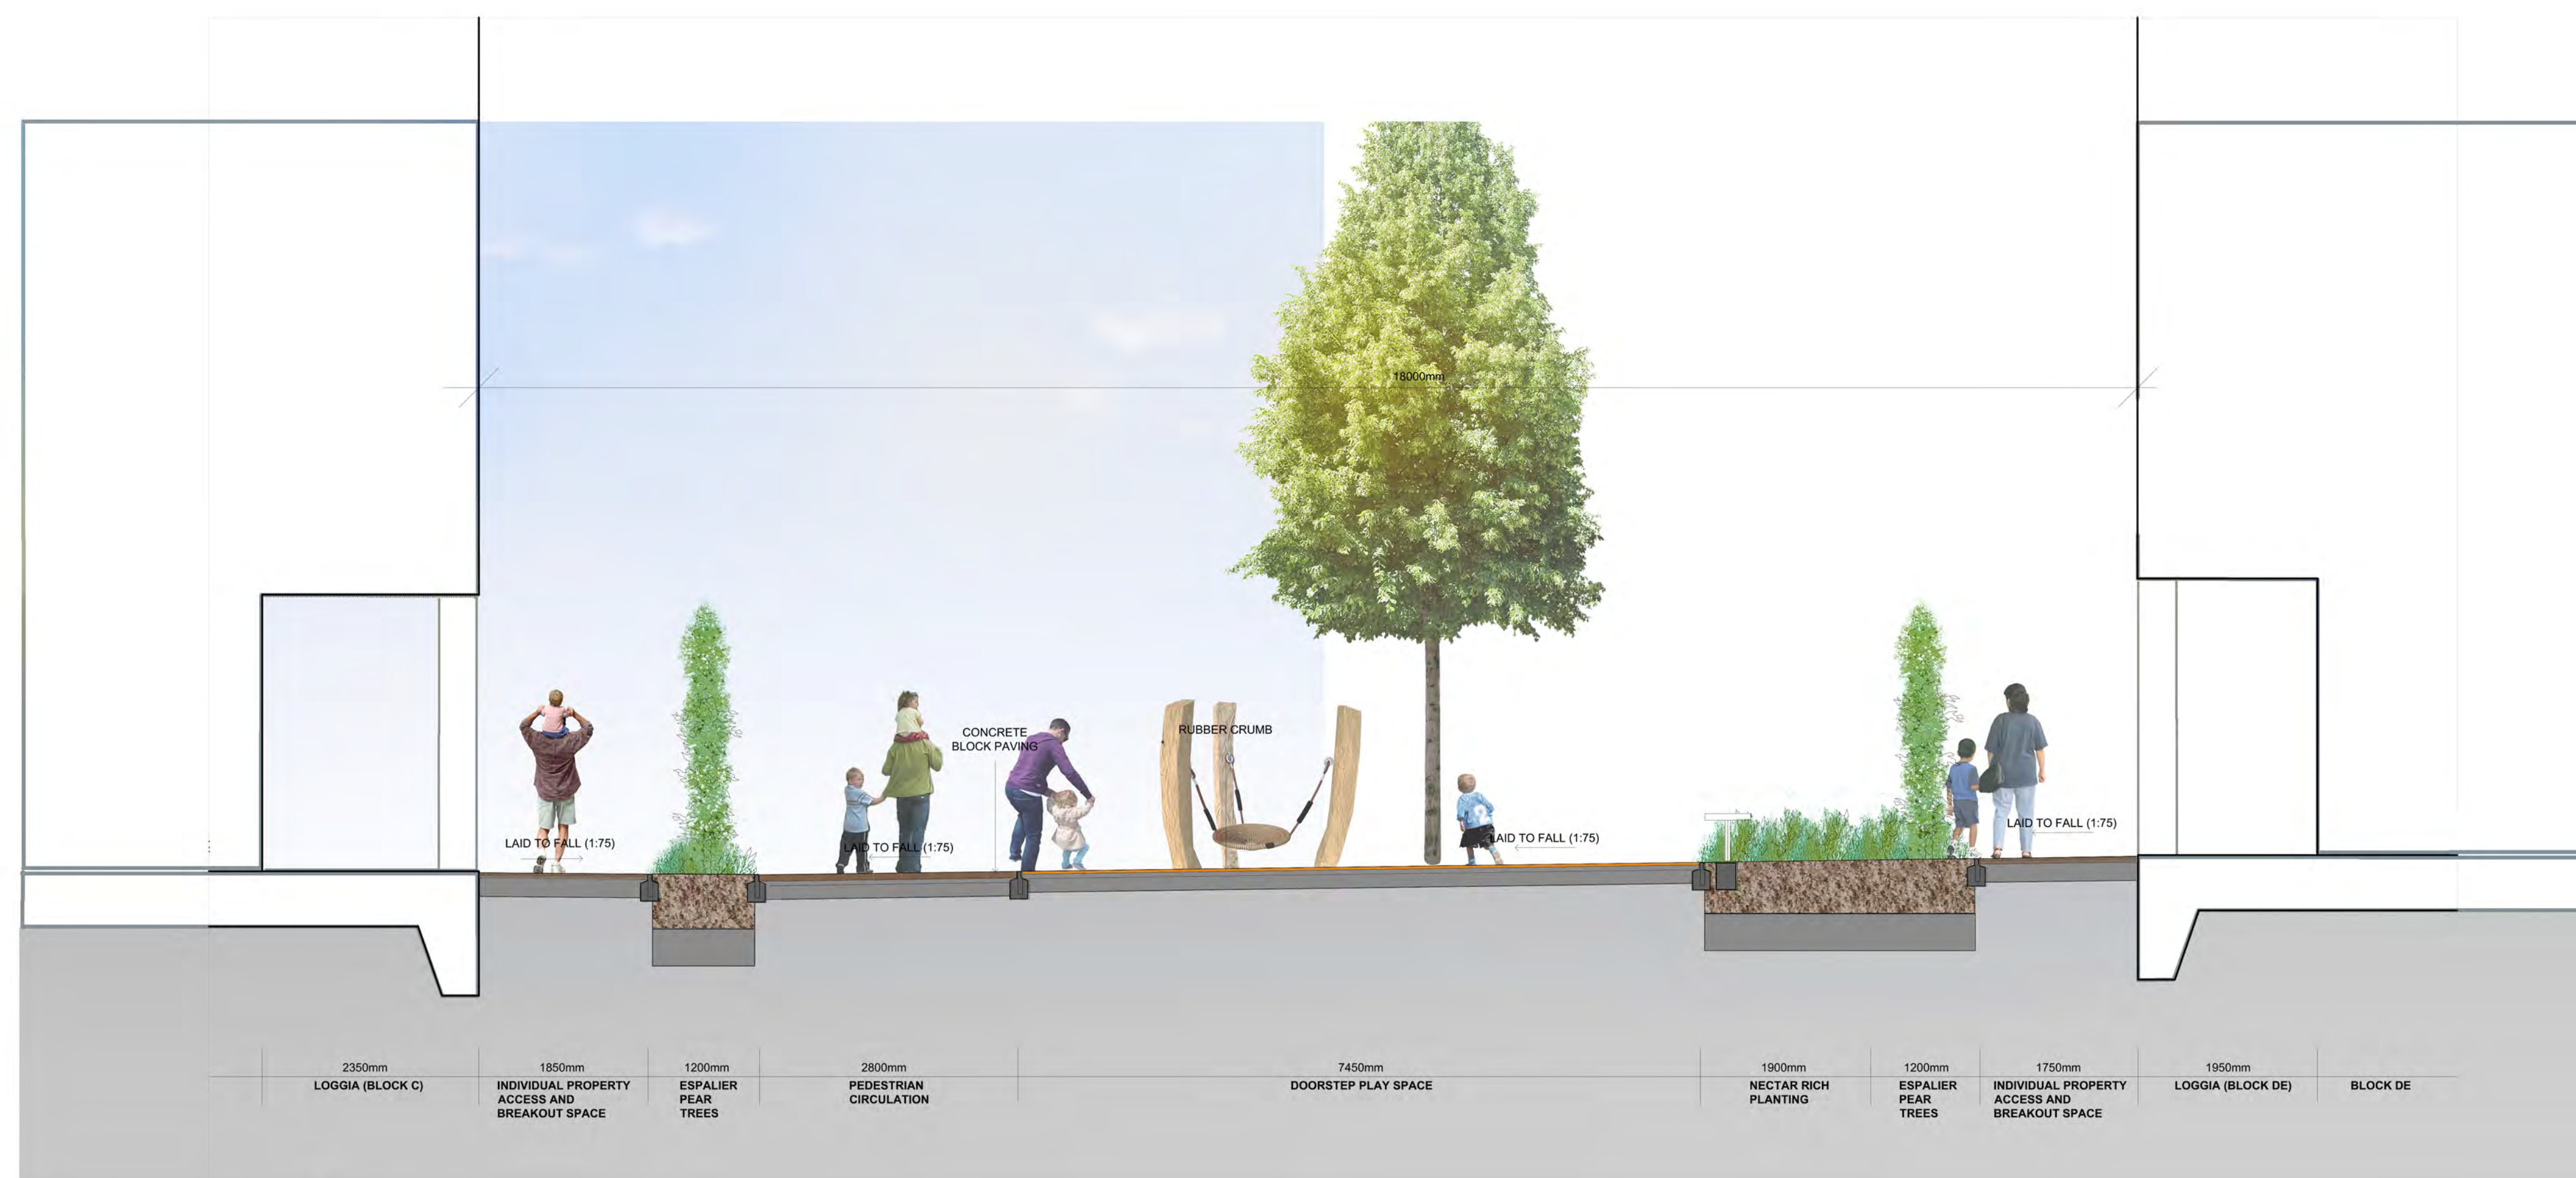 18000mm
CONCRETE
BLOCK PAVING
RUBBER CRUMB
LAID TO FALL (1:75)
LAID TO FALL (1:75)
LAID TO FALL (1:75)
LAID TO FALL (1:75)
2350mm
LOGGIA (BLOCK C)
1850mm
INDIVIDUAL PROPERTY
ACCESS AND
BREAKOUT SPACE
1200mm
ESPALIER
PEAR
TREES
2800mm
PEDESTRIAN
CIRCULATION
7450mm
DOORSTEP PLAY SPACE
1900mm
NECTAR RICH
PLANTING
1200mm
ESPALIER
PEAR
TREES
1750mm
INDIVIDUAL PROPERTY
ACCESS AND
BREAKOUT SPACE
1950mm
LOGGIA (BLOCK DE)
BLOCK DE